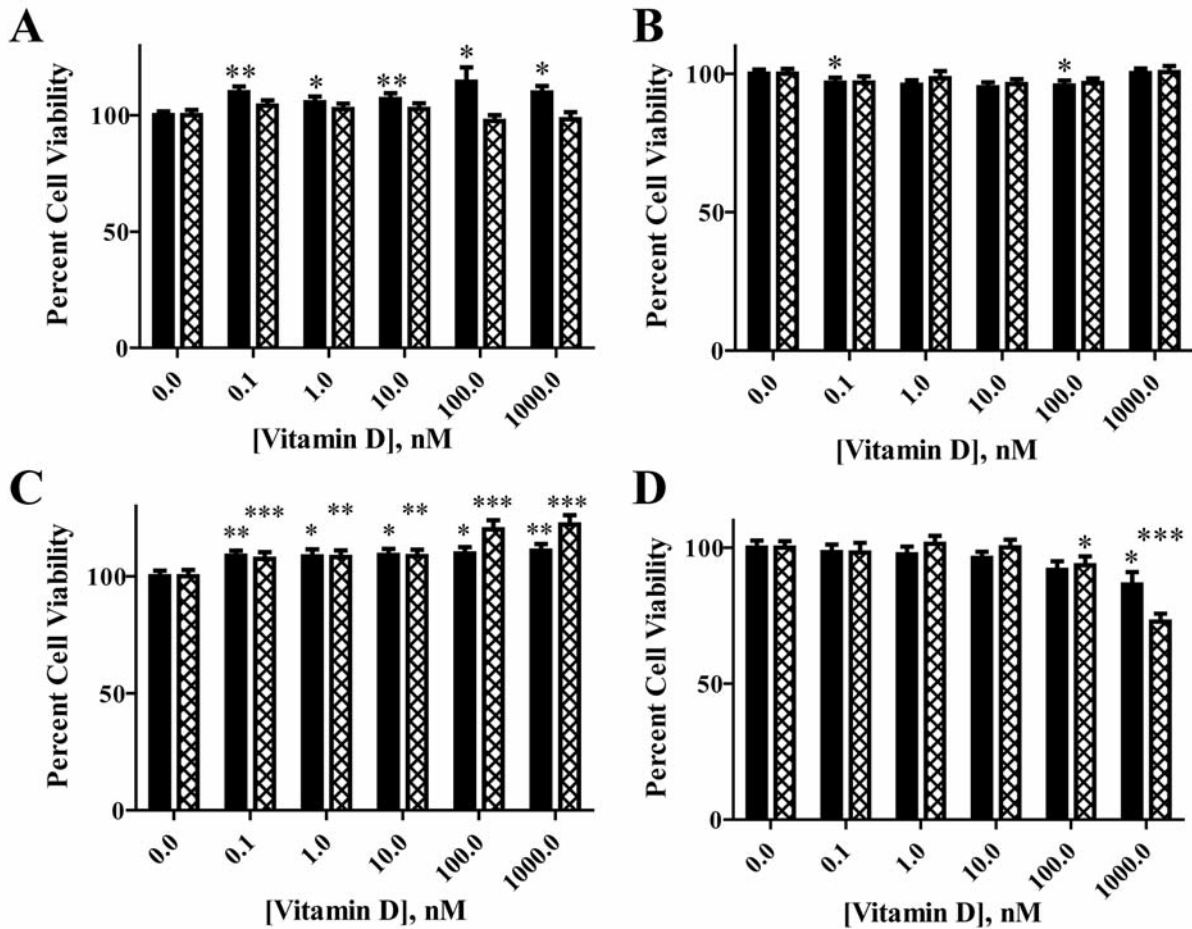 A
Percent Cell Viability
** * ** * *
100
50
0
0.0 0.1 1.0 10.0 100.0 1000.0
[Vitamin D], nM
B
Percent Cell Viability
* *
100
50
0
0.0 0.1 1.0 10.0 100.0 1000.0
[Vitamin D], nM
C
Percent Cell Viability
** *** * ** * ** * *** ** ***
100
50
0
0.0 0.1 1.0 10.0 100.0 1000.0
[Vitamin D], nM
D
Percent Cell Viability
* * ***
100
50
0
0.0 0.1 1.0 10.0 100.0 1000.0
[Vitamin D], nM